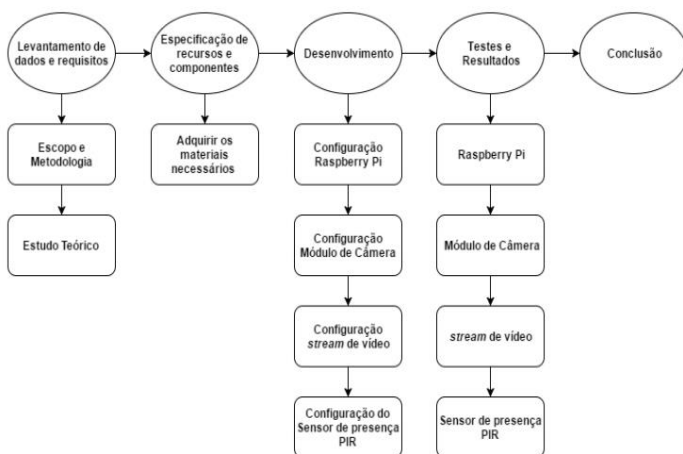 Levantamento de
dados e requisitos
Especificação de
recursos e
componentes
Desenvolvimento
Testes e
Resultados
Conclusão
Escopo e
Metodologia
Adquirir os
materiais
necessários
Configuração
Raspberry Pi
Raspberry Pi
Estudo Teórico
Configuração
Módulo de Câmera
Módulo de Câmera
Configuração
stream de vídeo
stream de vídeo
Configuração do
Sensor de presença
PIR
Sensor de presença
PIR